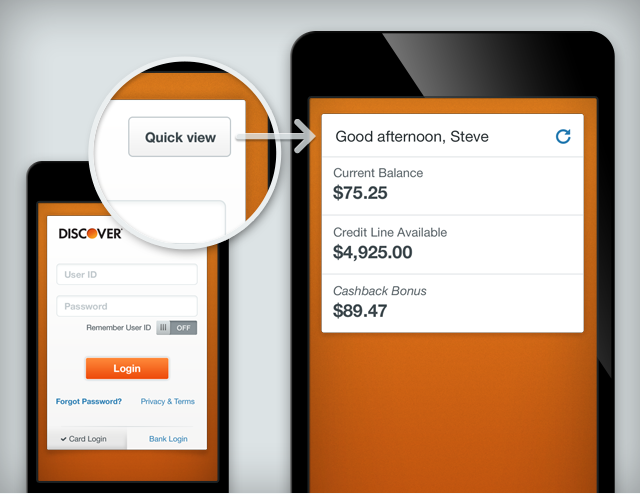 Quick view
DISCOVER
User ID
Password
Remember User ID
OFF
Login
Forgot Password?
Privacy & Terms
Card Login
Bank Login
Good afternoon, Steve
Current Balance
$75.25
Credit Line Available
$4,925.00
Cashback Bonus
$89.47